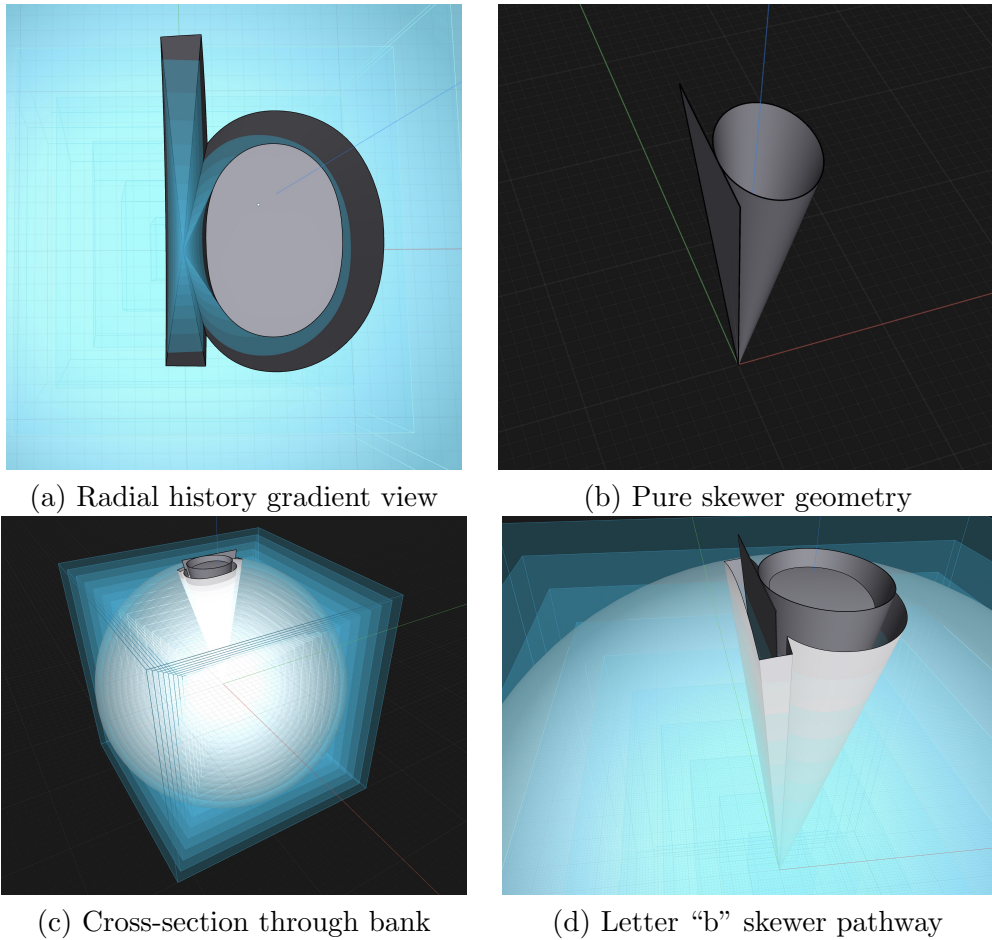 (a) Radial history gradient view
(b) Pure skewer geometry
(c) Cross-section through bank
(d) Letter “b” skewer pathway